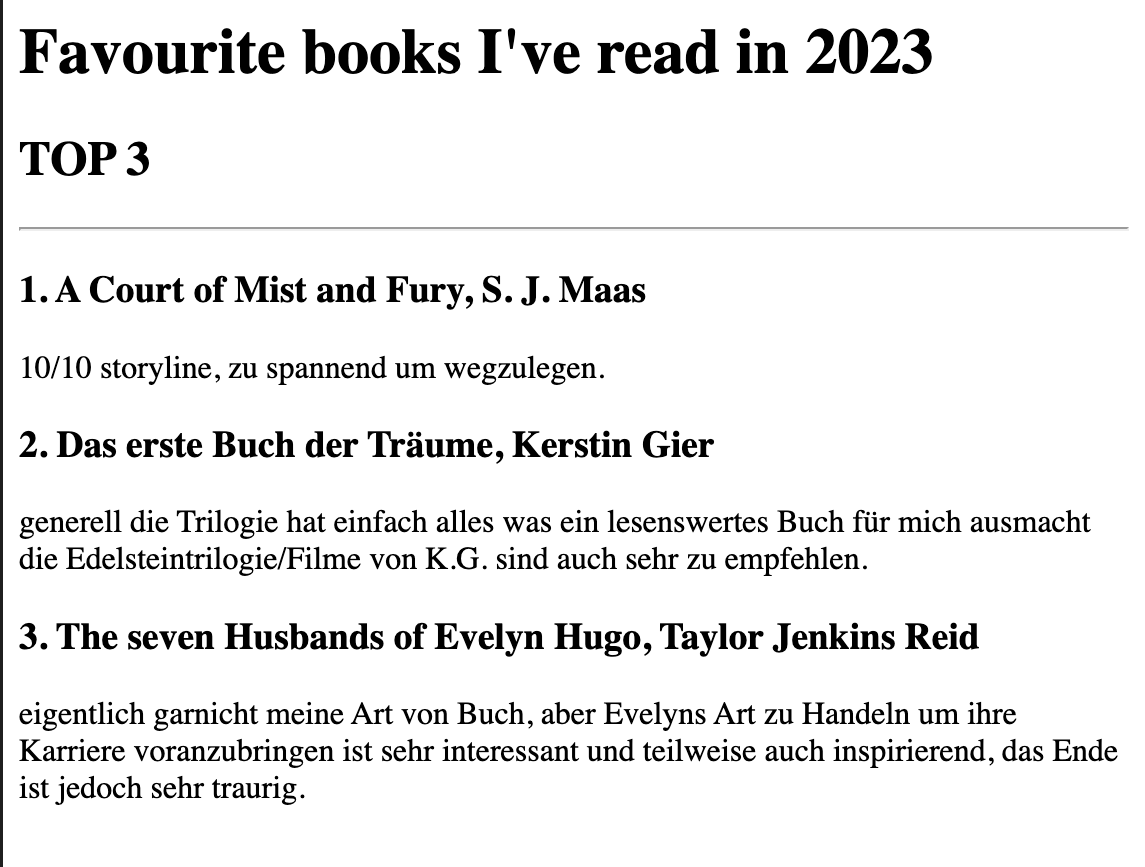 Favourite books I've read in 2023
TOP 3
1. A Court of Mist and Fury, S. J. Maas
10/10 storyline, zu spannend um wegzulegen.
2. Das erste Buch der Träume, Kerstin Gier
generell die Trilogie hat einfach alles was ein lesenswertes Buch für mich ausmacht
die Edelsteintrilogie/Filme von K.G. sind auch sehr zu empfehlen.
3. The seven Husbands of Evelyn Hugo, Taylor Jenkins Reid
eigentlich garnicht meine Art von Buch, aber Evelyns Art zu Handeln um ihre
Karriere voranzubringen ist sehr interessant und teilweise auch inspirierend, das Ende
ist jedoch sehr traurig.